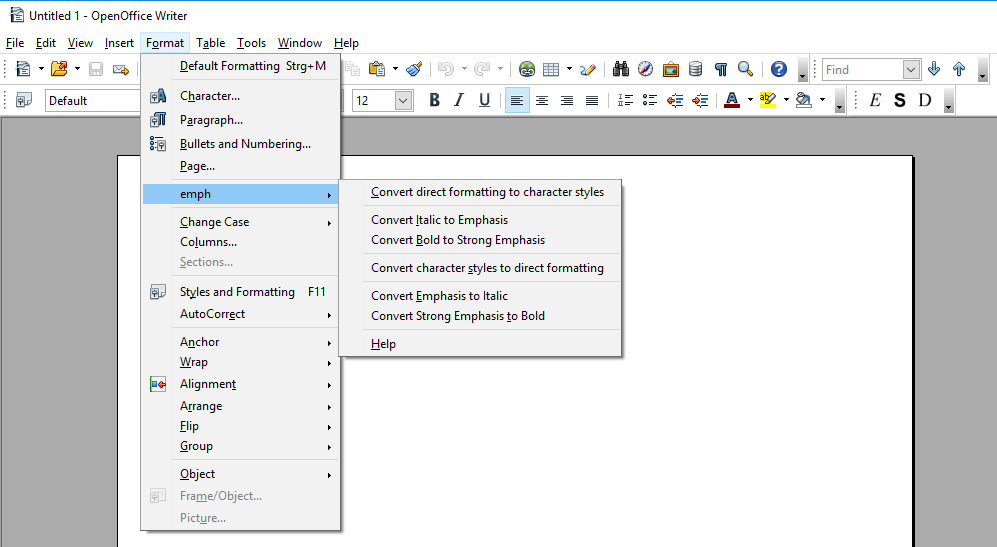 Untitled 1 - OpenOffice Writer
File Edit View Insert Format Table Tools Window Help
Find
Default 12 B I U A E S D
Default Formatting Strg+M
Character...
Paragraph...
Bullets and Numbering...
Page...
emph
Change Case
Columns...
Sections...
Styles and Formatting F11
AutoCorrect
Anchor
Wrap
Alignment
Arrange
Flip
Group
Object
Frame/Object...
Picture...
Convert direct formatting to character styles
Convert Italic to Emphasis
Convert Bold to Strong Emphasis
Convert character styles to direct formatting
Convert Emphasis to Italic
Convert Strong Emphasis to Bold
Help